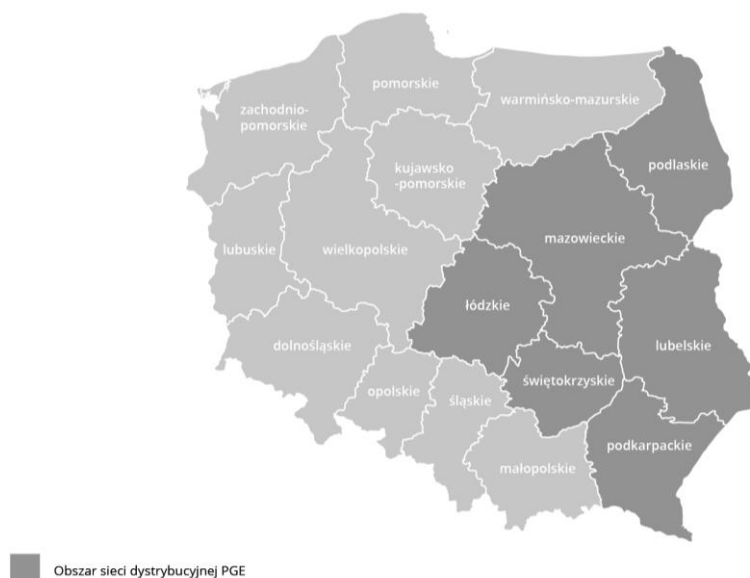 pomorskie
warmińsko-mazurskie
zachodnio-
pomorskie
podlaskie
kujawsko
-pomorskie
mazowieckie
lubuskie
wielkopolskie
łódzkie
dolnośląskie
lubelskie
opolskie
śląskie
świętokrzyskie
podkarpackie
małopolskie
Obszar sieci dystrybucyjnej PGE